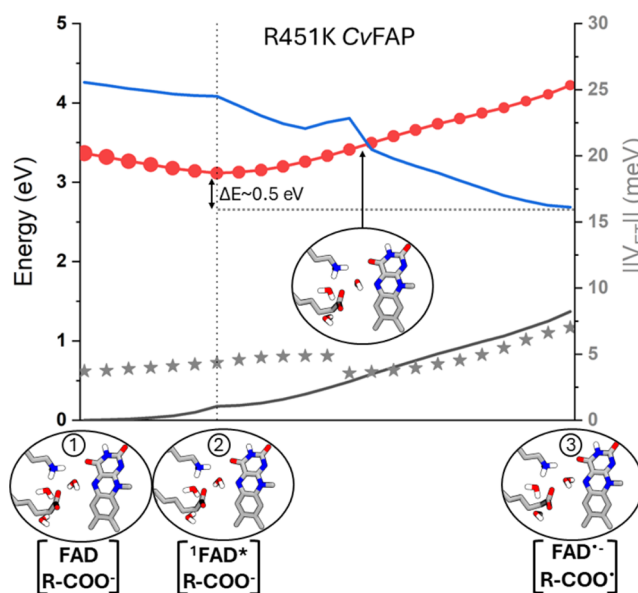 R451K CvFAP
Energy (eV)
5
4
3
2
1
0
30
25
20
15
10
5
0
||V_ET|| (meV)
ΔE~0.5 eV
1
2
3
FAD
R-COO⁻
¹FAD*
R-COO⁻
FAD•-
R-COO•